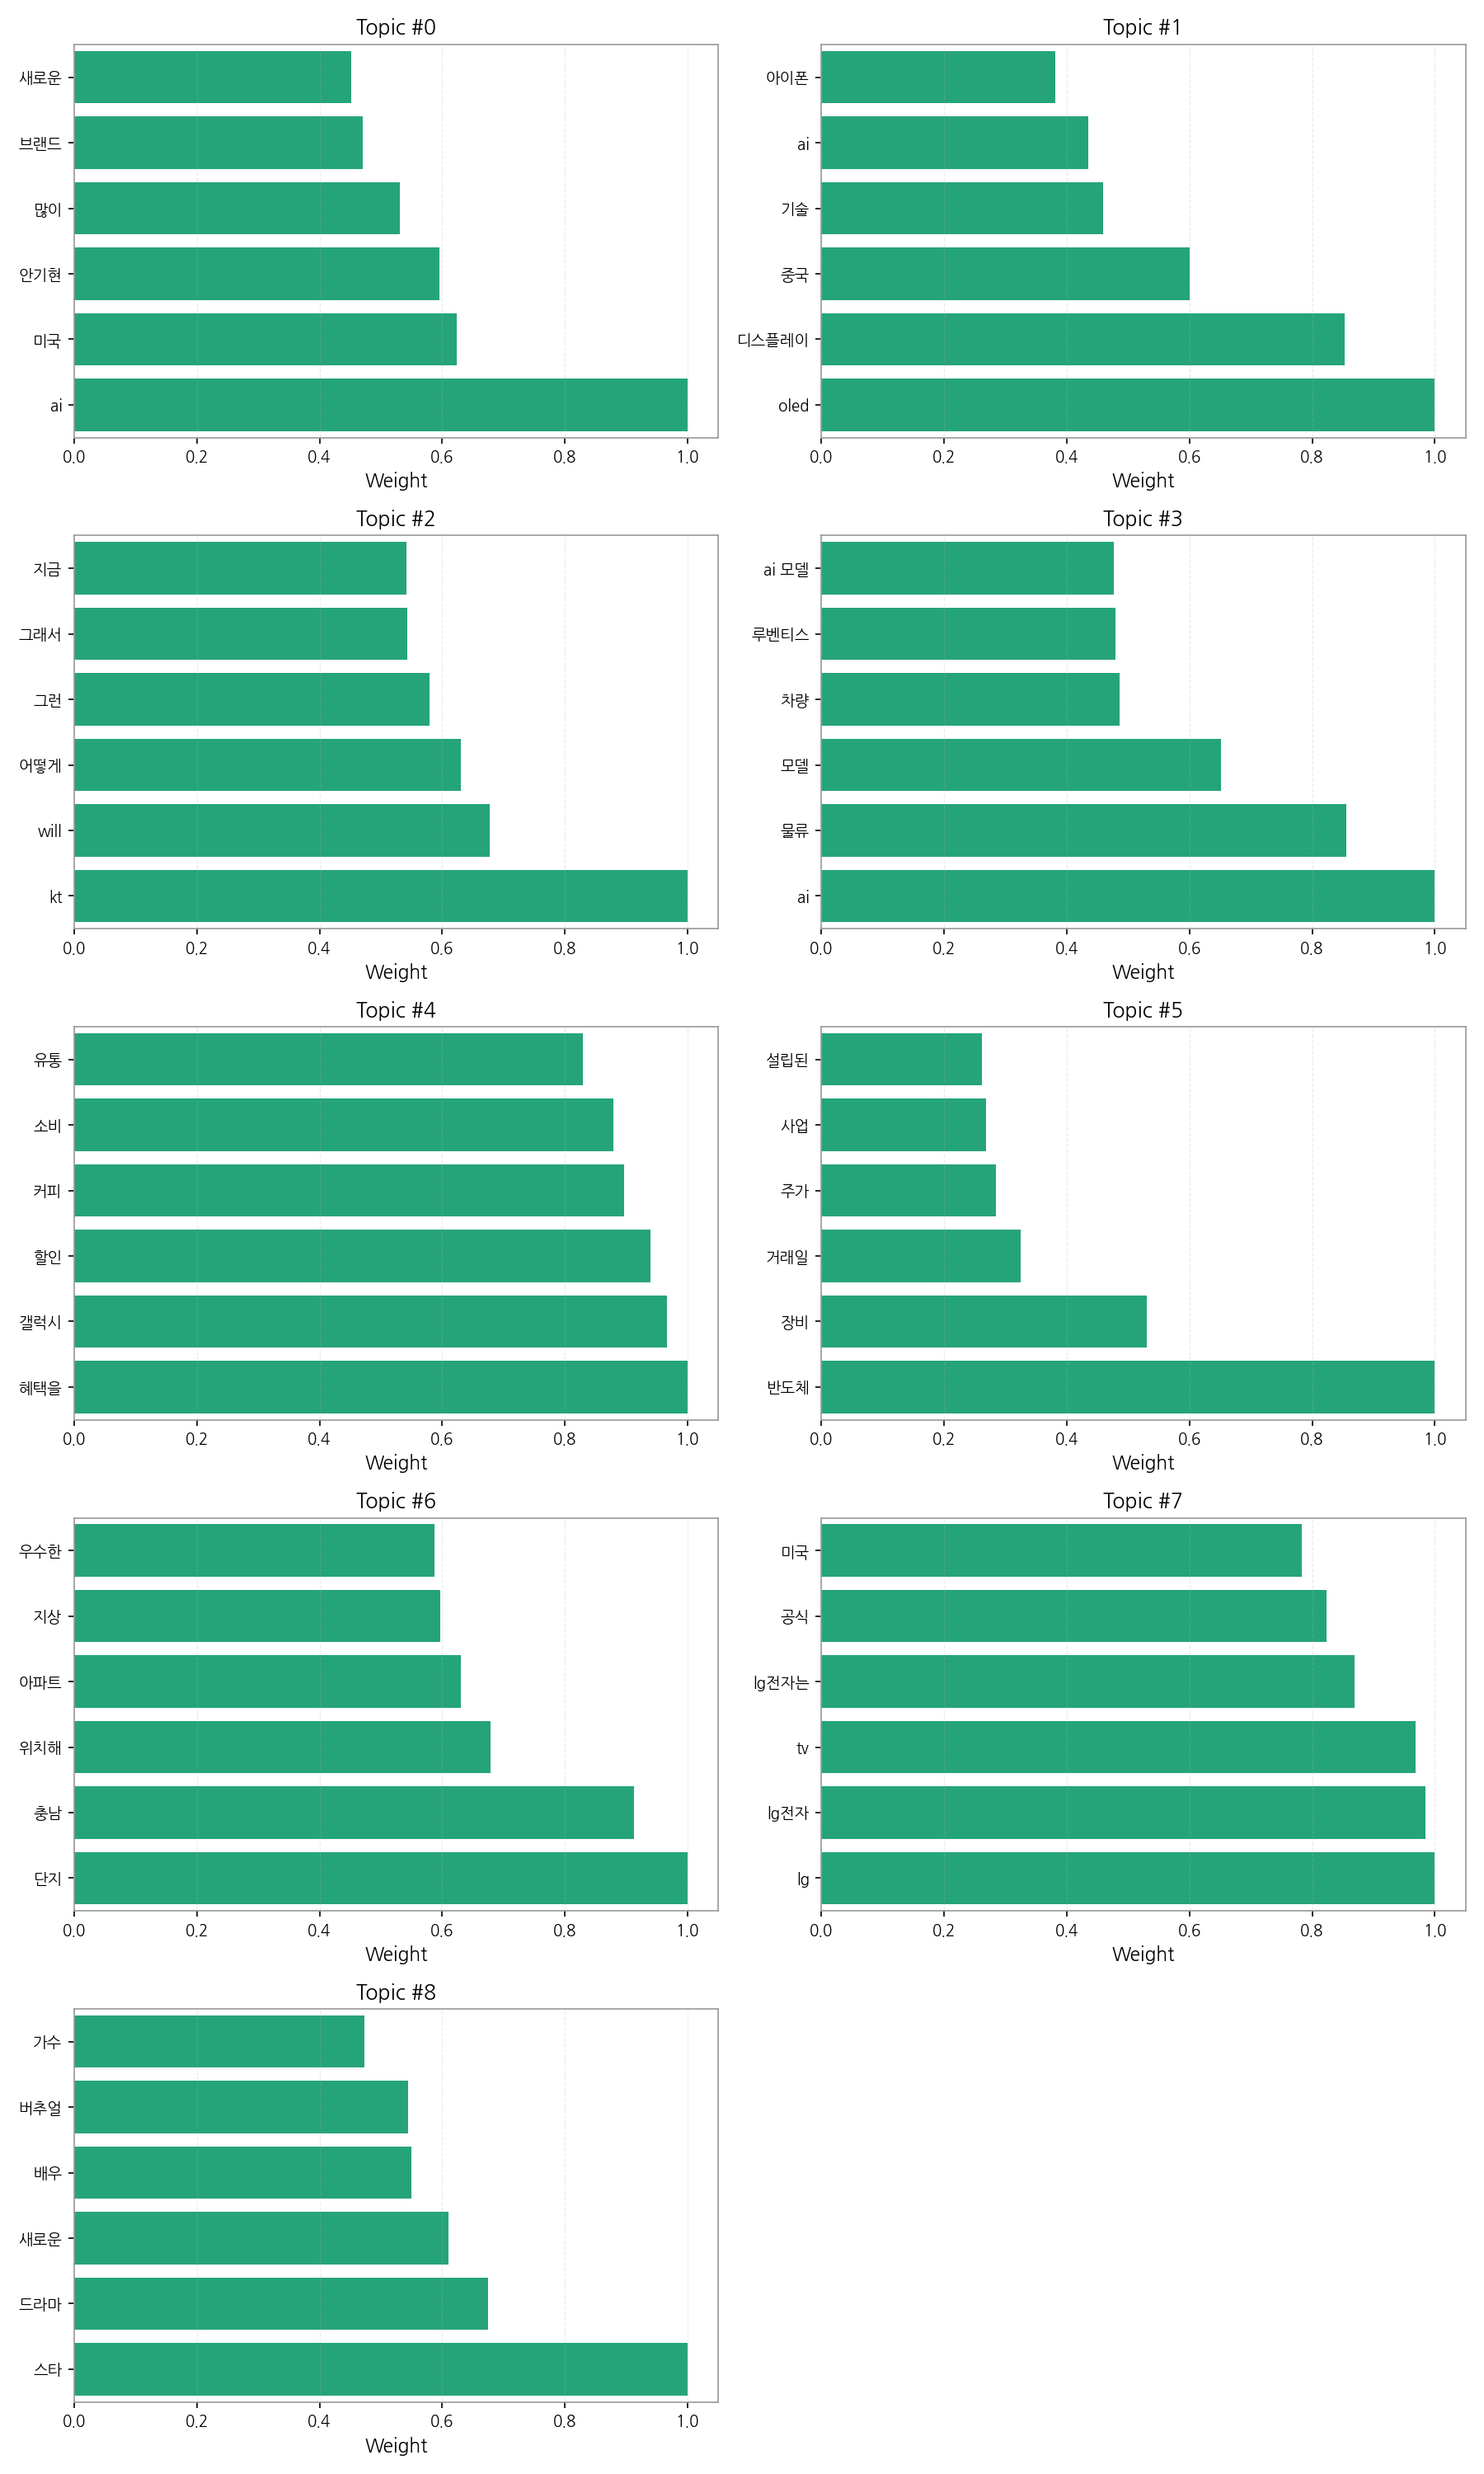 Topic #0
새로운
브랜드
많이
안기현
미국
ai
0.0 0.2 0.4 0.6 0.8 1.0
Weight
Topic #1
아이폰
ai
기술
중국
디스플레이
oled
0.0 0.2 0.4 0.6 0.8 1.0
Weight
Topic #2
지금
그래서
그런
어떻게
will
kt
0.0 0.2 0.4 0.6 0.8 1.0
Weight
Topic #3
ai 모델
루벤티스
차량
모델
물류
ai
0.0 0.2 0.4 0.6 0.8 1.0
Weight
Topic #4
유통
소비
커피
할인
갤럭시
혜택을
0.0 0.2 0.4 0.6 0.8 1.0
Weight
Topic #5
설립된
사업
주가
거래일
장비
반도체
0.0 0.2 0.4 0.6 0.8 1.0
Weight
Topic #6
우수한
지상
아파트
위치해
충남
단지
0.0 0.2 0.4 0.6 0.8 1.0
Weight
Topic #7
미국
공식
lg전자는
tv
lg전자
lg
0.0 0.2 0.4 0.6 0.8 1.0
Weight
Topic #8
가수
버추얼
배우
새로운
드라마
스타
0.0 0.2 0.4 0.6 0.8 1.0
Weight